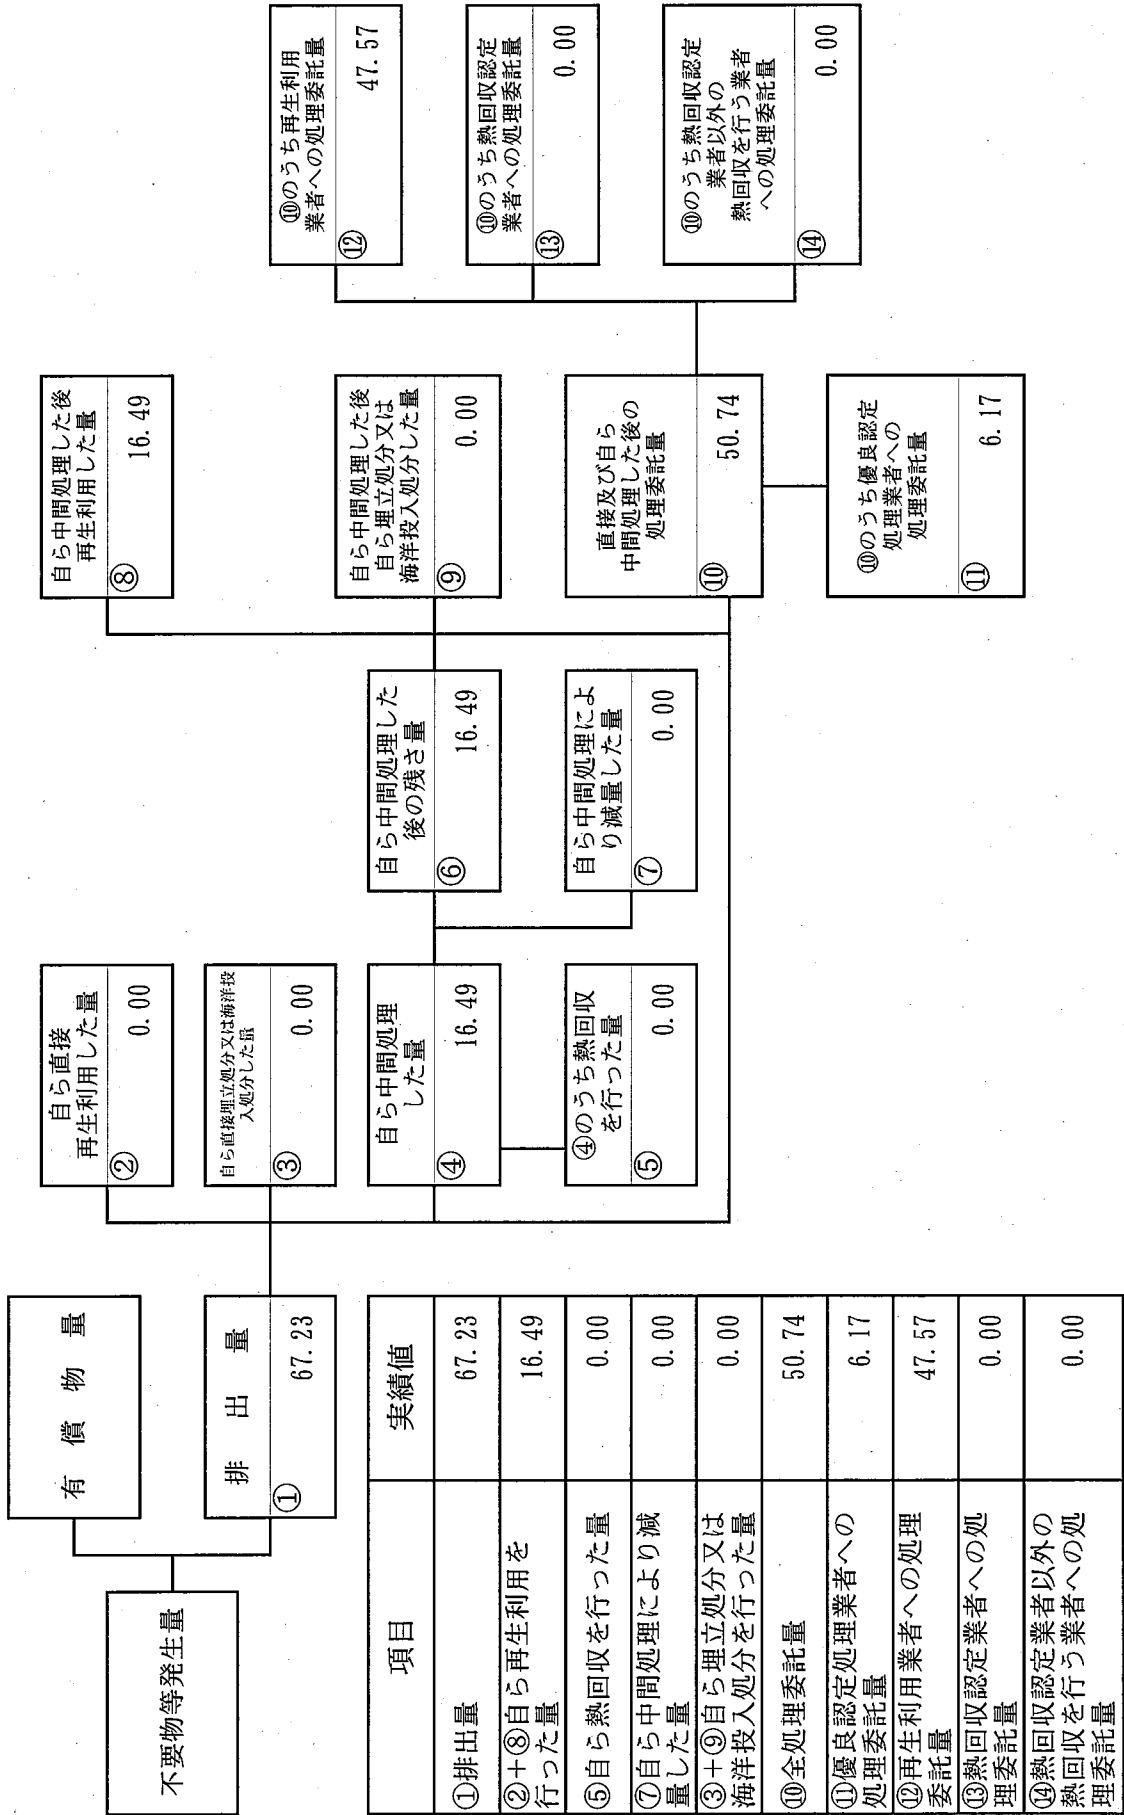 不要物等発生量
有償物量
排出量
① 67.23
自ら直接
再生利用した量
② 0.00
自ら直接埋立処分又は海洋投
入処分した量
③ 0.00
自ら中間処理
した量
④ 16.49
④のうち熱回収
を行った量
⑤ 0.00
自ら中間処理した
後の残さ量
⑥ 16.49
自ら中間処理によ
り減量した量
⑦ 0.00
自ら中間処理した後
再生利用した量
⑧ 16.49
自ら中間処理した後
自ら埋立処分又は
海洋投入処分した量
⑨ 0.00
直接及び自ら
中間処理した後の
処理委託量
⑩ 50.74
⑩のうち優良認定
処理業者への
処理委託量
⑪ 6.17
⑩のうち再生利用
業者への処理委託量
⑫ 47.57
⑩のうち熱回収認定
業者への処理委託量
⑬ 0.00
⑩のうち熱回収認定
業者以外の
熱回収を行う業者
への処理委託量
⑭ 0.00
項目 実績値
①排出量 67.23
②+⑧自ら再生利用を
行った量 16.49
⑤自ら熱回収を行った量 0.00
⑦自ら中間処理により減
量した量 0.00
③+⑨自ら埋立処分又は
海洋投入処分を行った量 0.00
⑩全処理委託量 50.74
⑪優良認定処理業者への
処理委託量 6.17
⑫再生利用業者への処理
委託量 47.57
⑬熱回収認定業者への処
理委託量 0.00
⑭熱回収認定業者以外の
熱回収を行う業者への処
理委託量 0.00